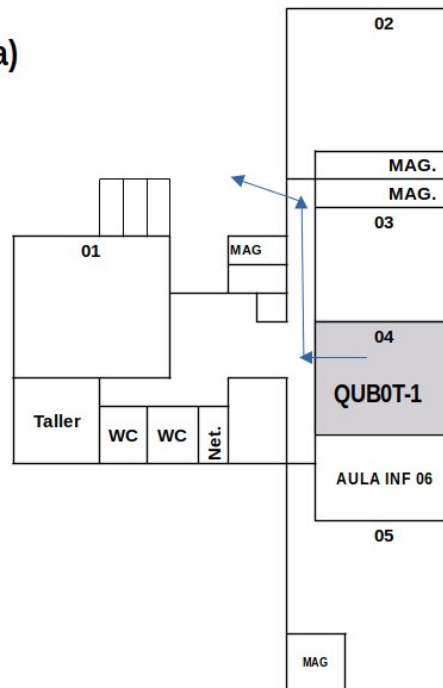 a)
02
MAG.
MAG.
01
MAG
03
04
QUB0T-1
Taller
WC
WC
Net.
AULA INF 06
05
MAG